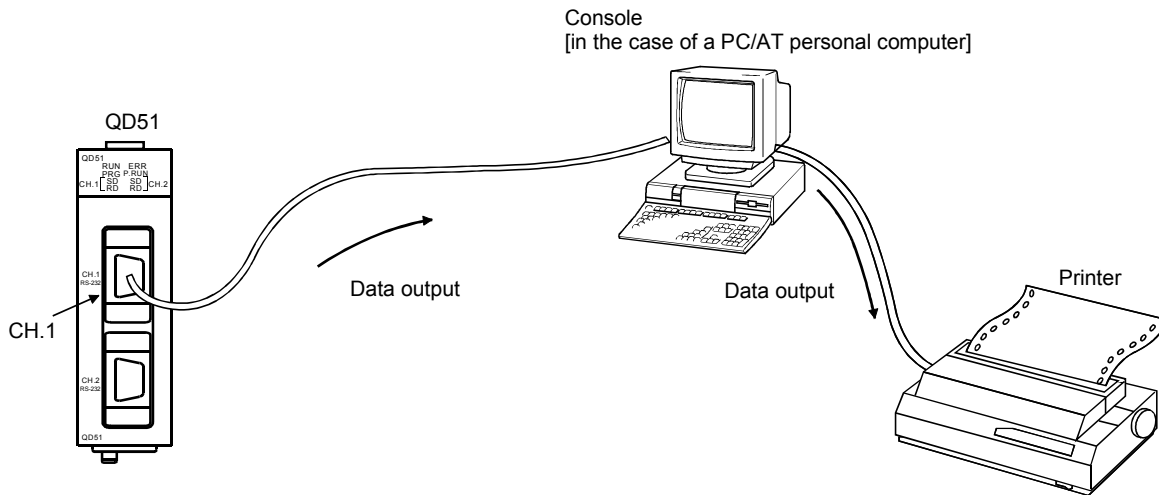 Console
[in the case of a PC/AT personal computer]
QD51
QD51
RUN ERR
PRG P.RUN
CH.1 SD SD CH.2
RD RD
CH.1
RS-232
CH.1
CH.2
RS-232
QD51
Data output
Data output
Printer